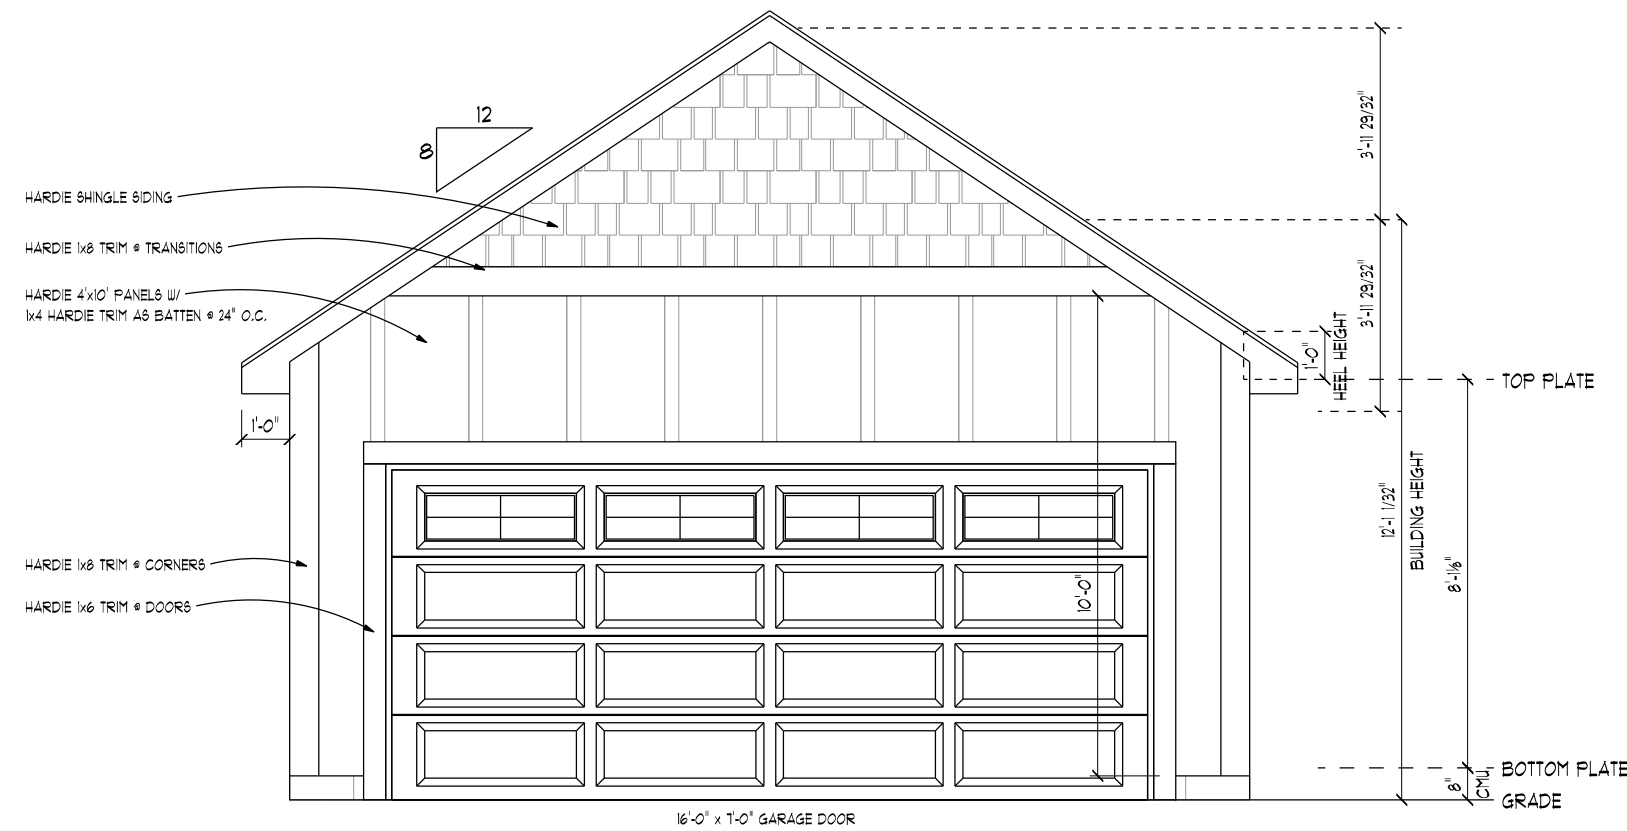 12
8
HARDIE SHINGLE SIDING
HARDIE 1x8 TRIM @ TRANSITIONS
HARDIE 4'x10' PANELS W/
1x4 HARDIE TRIM AS BATTEN @ 24" O.C.
1'-0"
HARDIE 1x8 TRIM @ CORNERS
HARDIE 1x6 TRIM @ DOORS
16'-0" x 7'-0" GARAGE DOOR
10'-0"
3'-11 29/32"
3'-11 29/32"
1'-0"
HEEL HEIGHT
TOP PLATE
12'-1 1/32"
BUILDING HEIGHT
8'-1⅛"
BOTTOM PLATE
8"
CMU
GRADE